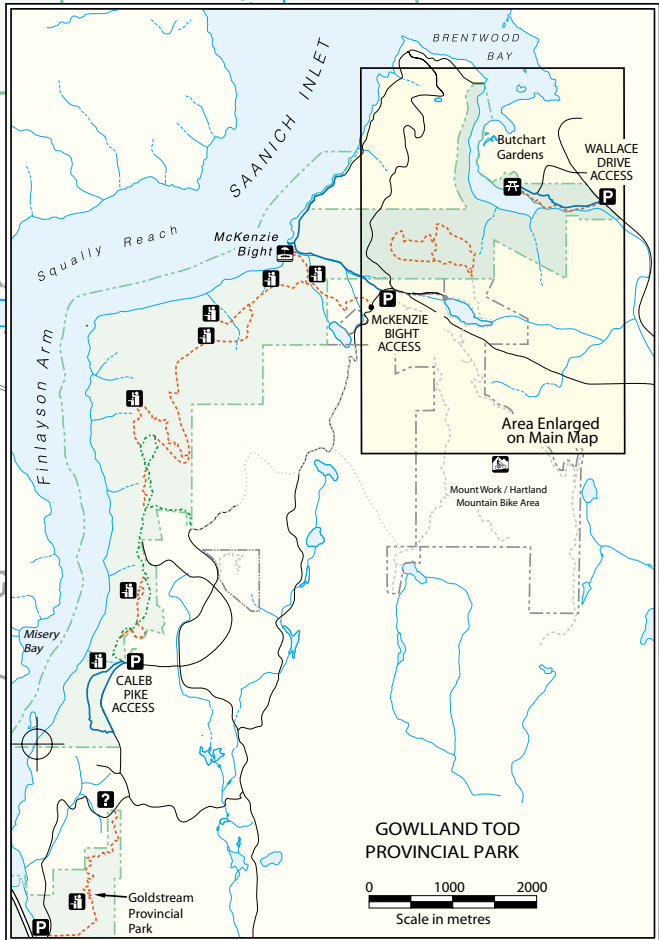 BRENTWOOD
BAY
SAANICH INLET
Butchart
Gardens
WALLACE
DRIVE
ACCESS
P
Squally Reach
McKenzie
Bight
P
McKENZIE
BIGHT
ACCESS
Finlayson Arm
Area Enlarged
on Main Map
Mount Work / Hartland
Mountain Bike Area
Misery
Bay
P
CALEB
PIKE
ACCESS
?
GOWLLAND TOD
PROVINCIAL PARK
0 1000 2000
Scale in metres
Goldstream
Provincial
Park
P